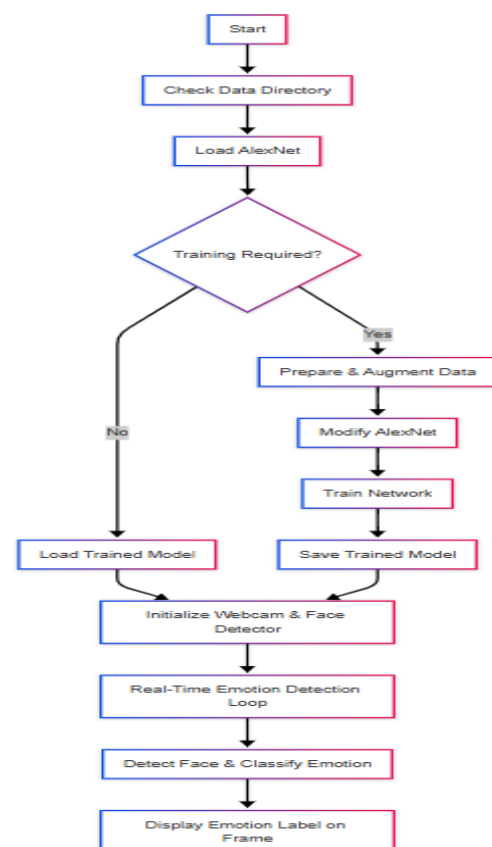 Start
Check Data Directory
Load AlexNet
Training Required?
Yes
Prepare & Augment Data
Modify AlexNet
No
Train Network
Load Trained Model
Save Trained Model
Initialize Webcam & Face
Detector
Real-Time Emotion Detection
Loop
Detect Face & Classify Emotion
Display Emotion Label on
Frame